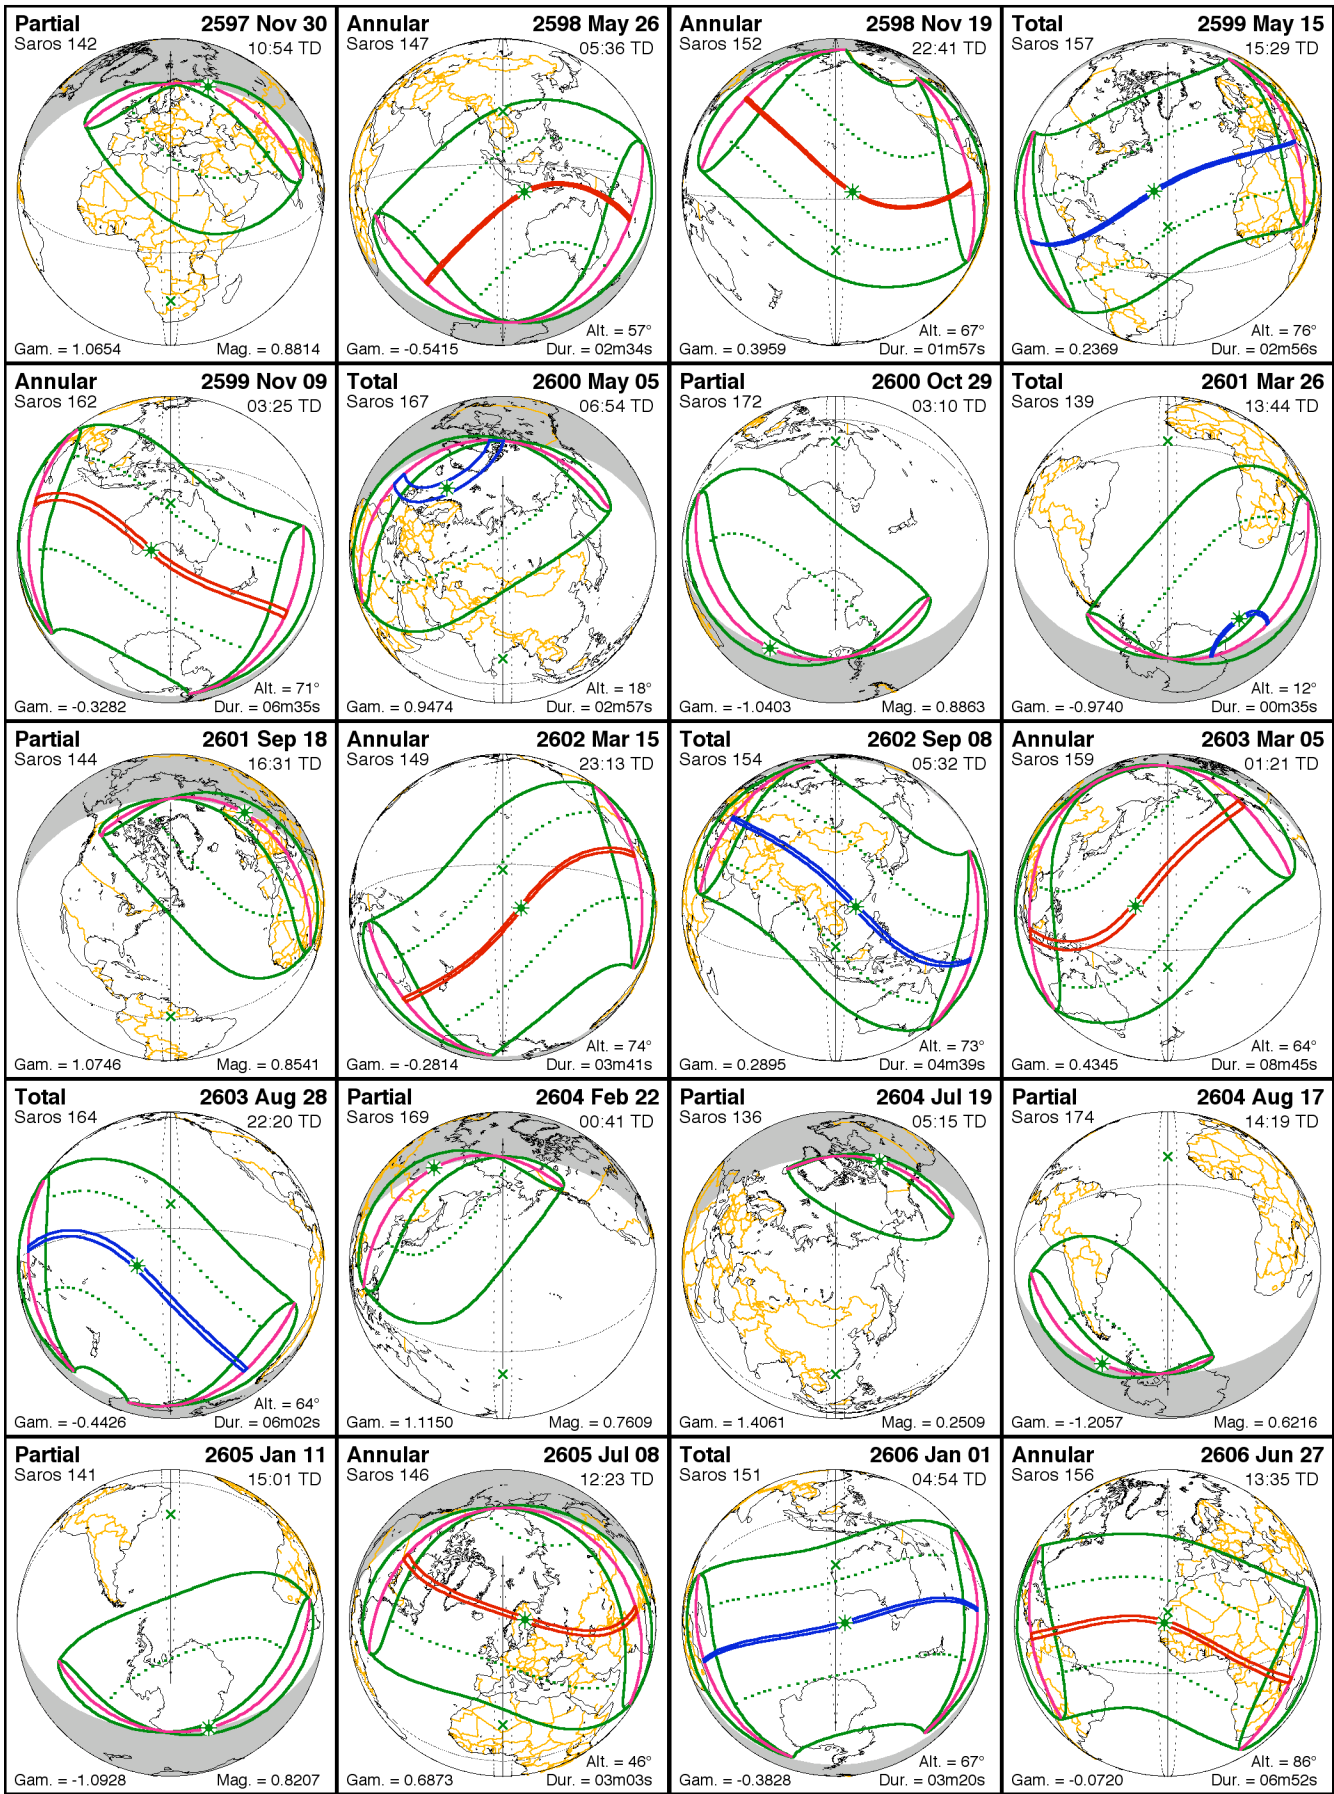 Partial 2597 Nov 30
Saros 142 10:54 TD
Gam. = 1.0654 Mag. = 0.8814
Annular 2598 May 26
Saros 147 05:36 TD
Alt. = 57°
Gam. = -0.5415 Dur. = 02m34s
Annular 2598 Nov 19
Saros 152 22:41 TD
Alt. = 67°
Gam. = 0.3959 Dur. = 01m57s
Total 2599 May 15
Saros 157 15:29 TD
Alt. = 76°
Gam. = 0.2369 Dur. = 02m56s
Annular 2599 Nov 09
Saros 162 03:25 TD
Alt. = 71°
Gam. = -0.3282 Dur. = 06m35s
Total 2600 May 05
Saros 167 06:54 TD
Alt. = 18°
Gam. = 0.9474 Dur. = 02m57s
Partial 2600 Oct 29
Saros 172 03:10 TD
Gam. = -1.0403 Mag. = 0.8863
Total 2601 Mar 26
Saros 139 13:44 TD
Alt. = 12°
Gam. = -0.9740 Dur. = 00m35s
Partial 2601 Sep 18
Saros 144 16:31 TD
Gam. = 1.0746 Mag. = 0.8541
Annular 2602 Mar 15
Saros 149 23:13 TD
Alt. = 74°
Gam. = -0.2814 Dur. = 03m41s
Total 2602 Sep 08
Saros 154 05:32 TD
Alt. = 73°
Gam. = 0.2895 Dur. = 04m39s
Annular 2603 Mar 05
Saros 159 01:21 TD
Alt. = 64°
Gam. = 0.4345 Dur. = 08m45s
Total 2603 Aug 28
Saros 164 22:20 TD
Alt. = 64°
Gam. = -0.4426 Dur. = 06m02s
Partial 2604 Feb 22
Saros 169 00:41 TD
Gam. = 1.1150 Mag. = 0.7609
Partial 2604 Jul 19
Saros 136 05:15 TD
Gam. = 1.4061 Mag. = 0.2509
Partial 2604 Aug 17
Saros 174 14:19 TD
Gam. = -1.2057 Mag. = 0.6216
Partial 2605 Jan 11
Saros 141 15:01 TD
Gam. = -1.0928 Mag. = 0.8207
Annular 2605 Jul 08
Saros 146 12:23 TD
Alt. = 46°
Gam. = 0.6873 Dur. = 03m03s
Total 2606 Jan 01
Saros 151 04:54 TD
Alt. = 67°
Gam. = -0.3828 Dur. = 03m20s
Annular 2606 Jun 27
Saros 156 13:35 TD
Alt. = 86°
Gam. = -0.0720 Dur. = 06m52s